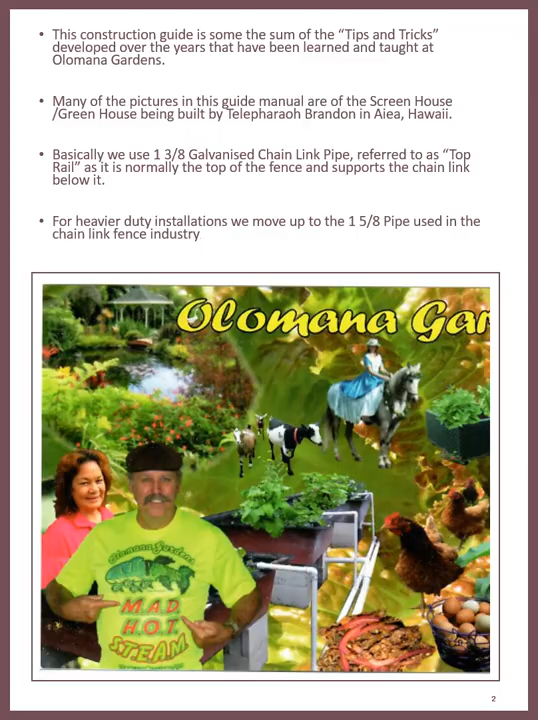 • This construction guide is some the sum of the “Tips and Tricks”
developed over the years that have been learned and taught at
Olomana Gardens.
• Many of the pictures in this guide manual are of the Screen House
/Green House being built by Telepharaoh Brandon in Aiea, Hawaii.
• Basically we use 1 3/8 Galvanised Chain Link Pipe, referred to as “Top
Rail” as it is normally the top of the fence and supports the chain link
below it.
• For heavier duty installations we move up to the 1 5/8 Pipe used in the
chain link fence industry
Olomana Gar
Olomana Gardens
M.A.D.
H.O.T.
S.T.E.A.M.
2